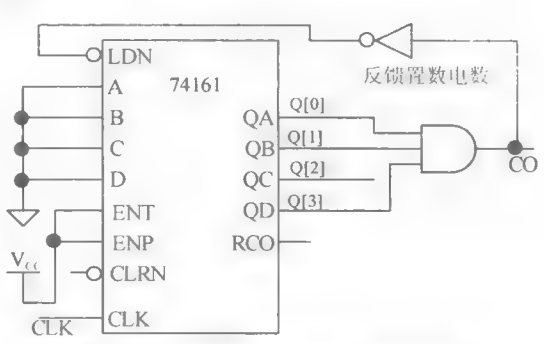 LDN
A
74161
反馈置数电数
B
QA
Q[0]
C
QB
Q[1]
D
QC
Q[2]
CO
ENT
QD
Q[3]
ENP
RCO
Vcc
CLRN
CLK
CLK